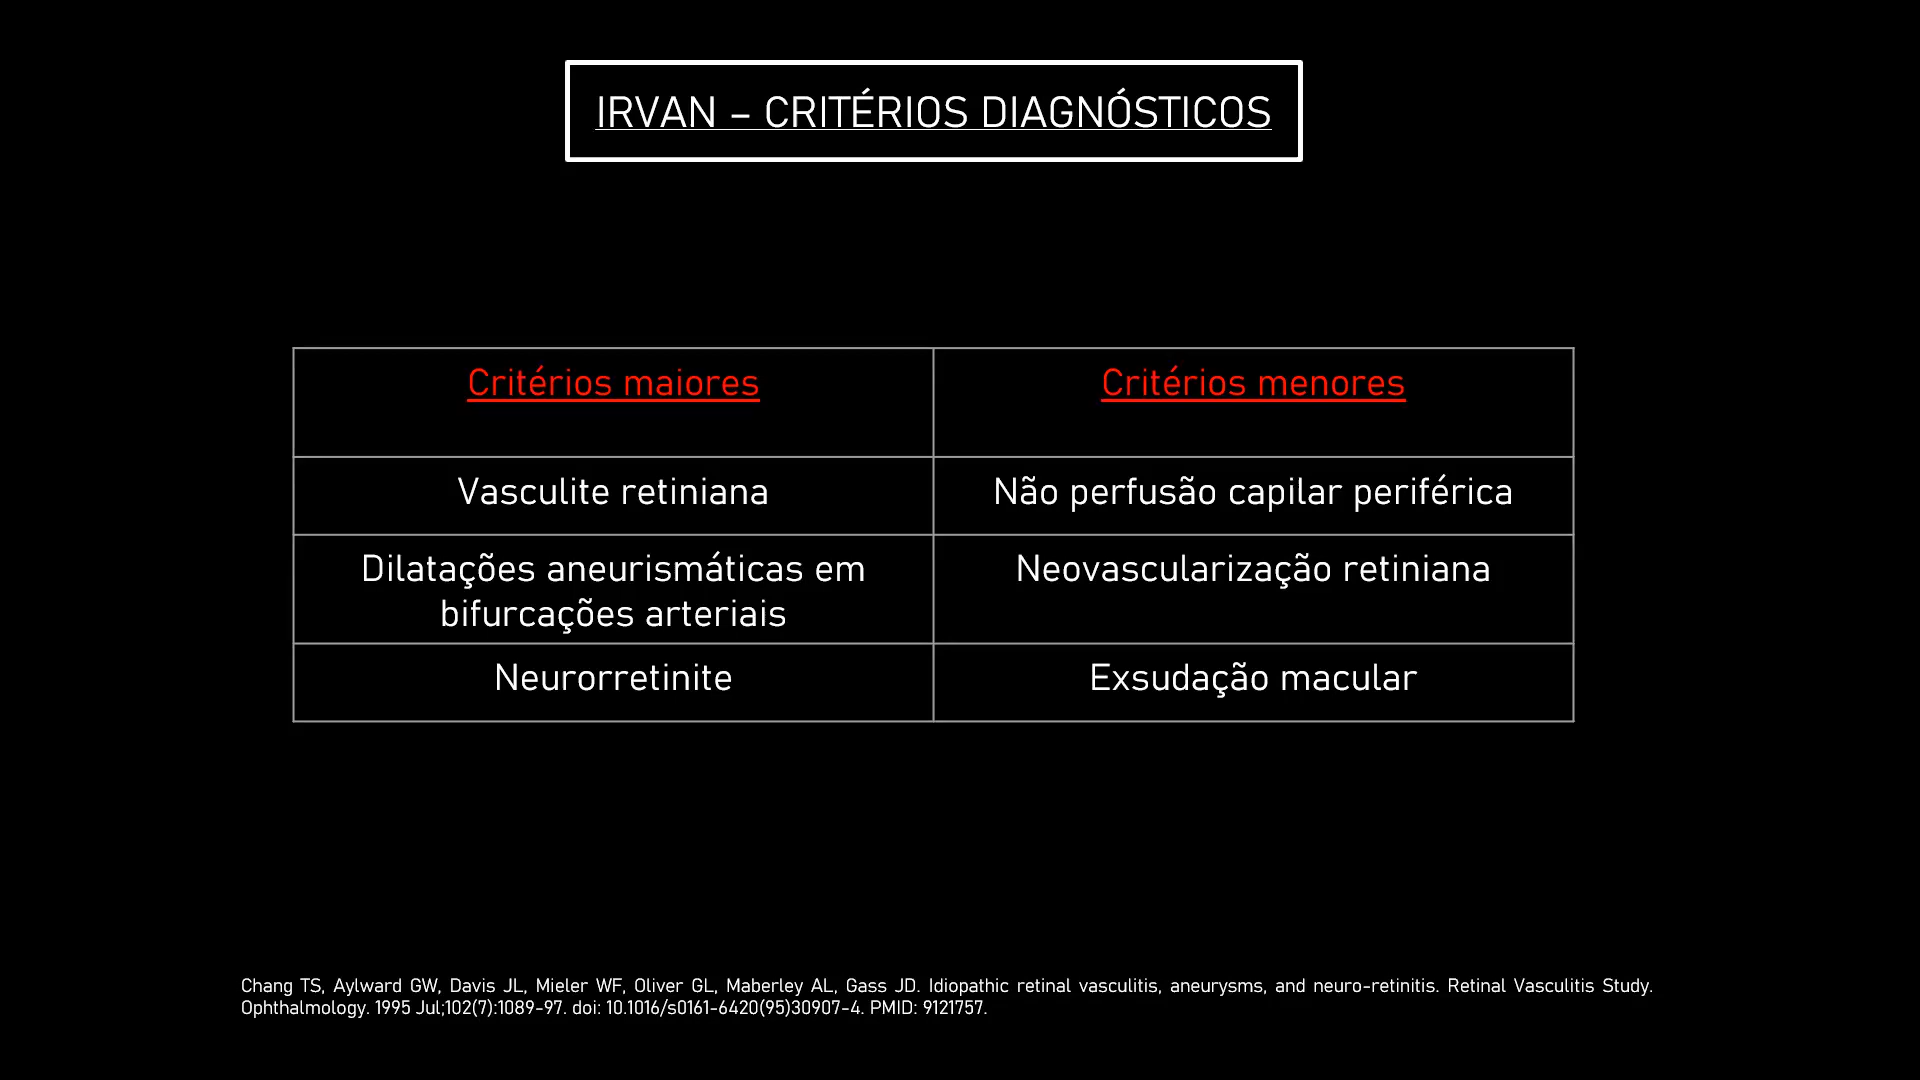 IRVAN – CRITÉRIOS DIAGNÓSTICOS
Critérios maiores
Critérios menores
Vasculite retiniana
Não perfusão capilar periférica
Dilatações aneurismáticas em
bifurcações arteriais
Neovascularização retiniana
Neurorretinite
Exsudação macular
Chang TS, Aylward GW, Davis JL, Mieler WF, Oliver GL, Maberley AL, Gass JD. Idiopathic retinal vasculitis, aneurysms, and neuro-retinitis. Retinal Vasculitis Study.
Ophthalmology. 1995 Jul;102(7):1089-97. doi: 10.1016/s0161-6420(95)30907-4. PMID: 9121757.